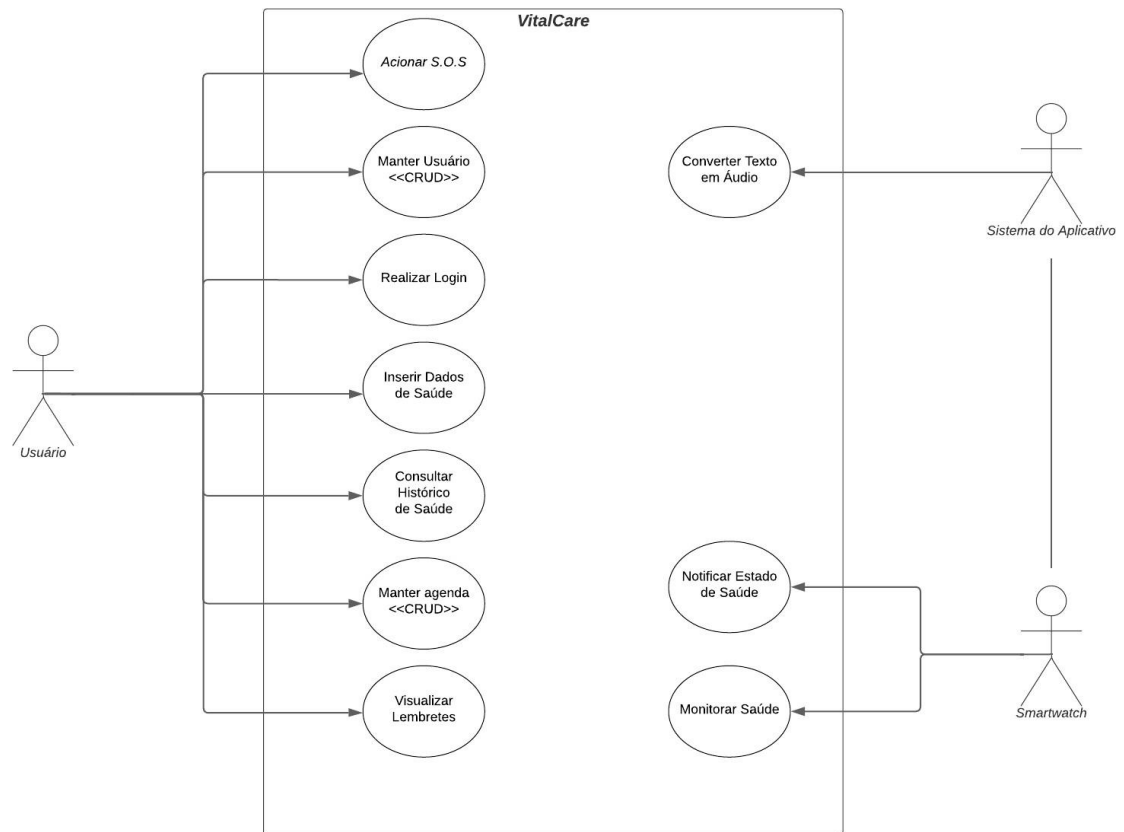 VitalCare
Acionar S.O.S
Manter Usuário
<<CRUD>>
Converter Texto
em Áudio
Sistema do Aplicativo
Realizar Login
Inserir Dados
de Saúde
Usuário
Consultar
Histórico
de Saúde
Manter agenda
<<CRUD>>
Notificar Estado
de Saúde
Visualizar
Lembretes
Monitorar Saúde
Smartwatch